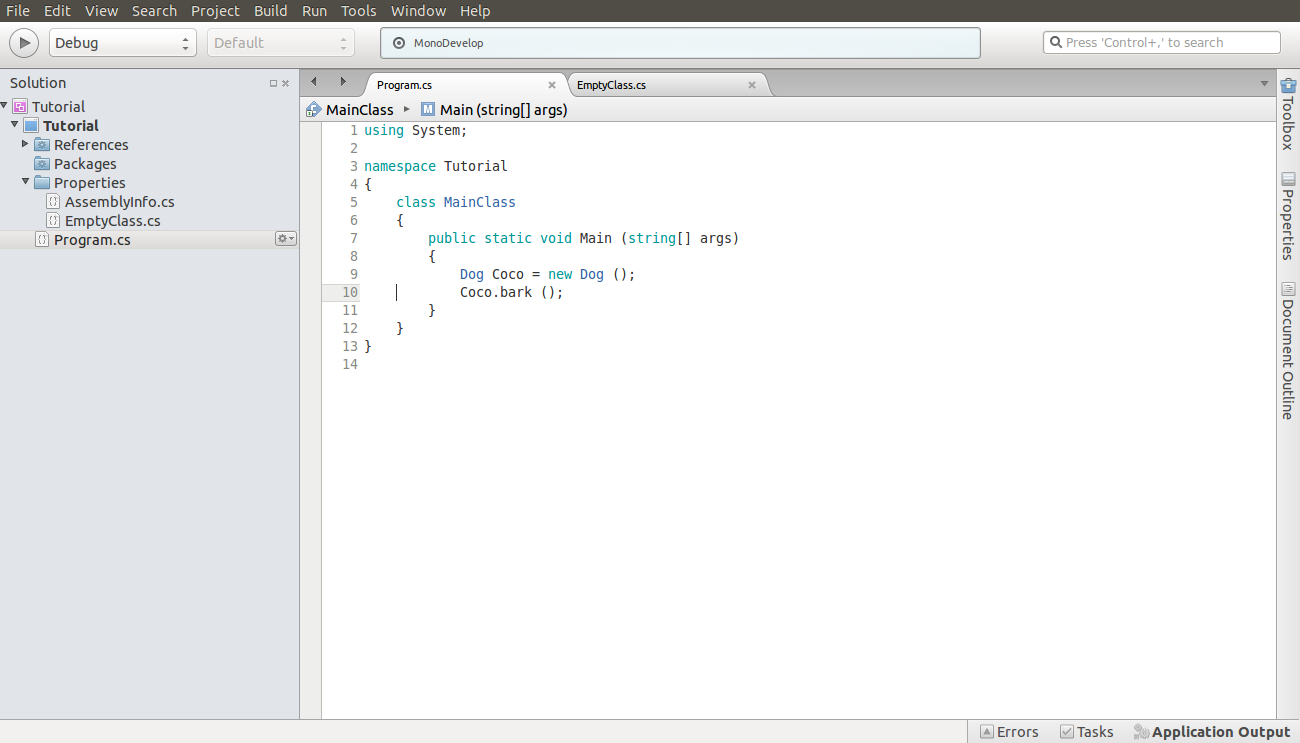 File Edit View Search Project Build Run Tools Window Help
Debug Default MonoDevelop Press 'Control+,' to search
Solution
Tutorial
Tutorial
References
Packages
Properties
AssemblyInfo.cs
EmptyClass.cs
Program.cs
Program.cs EmptyClass.cs
MainClass M Main (string[] args)
1 using System;
2
3 namespace Tutorial
4 {
5     class MainClass
6     {
7         public static void Main (string[] args)
8         {
9             Dog Coco = new Dog ();
10             Coco.bark ();
11         }
12     }
13 }
14
Toolbox
Properties
Document Outline
Errors Tasks Application Output